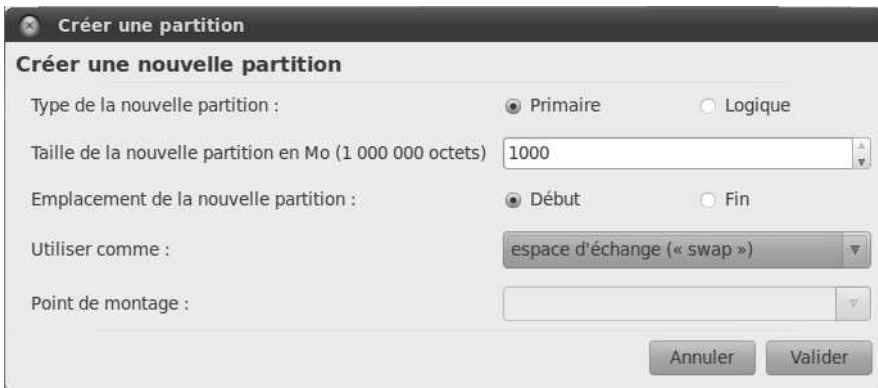 Créer une partition
Créer une nouvelle partition
Type de la nouvelle partition : Primaire Logique
Taille de la nouvelle partition en Mo (1 000 000 octets) 1000
Emplacement de la nouvelle partition : Début Fin
Utiliser comme : espace d'échange (« swap »)
Point de montage :
Annuler Valider